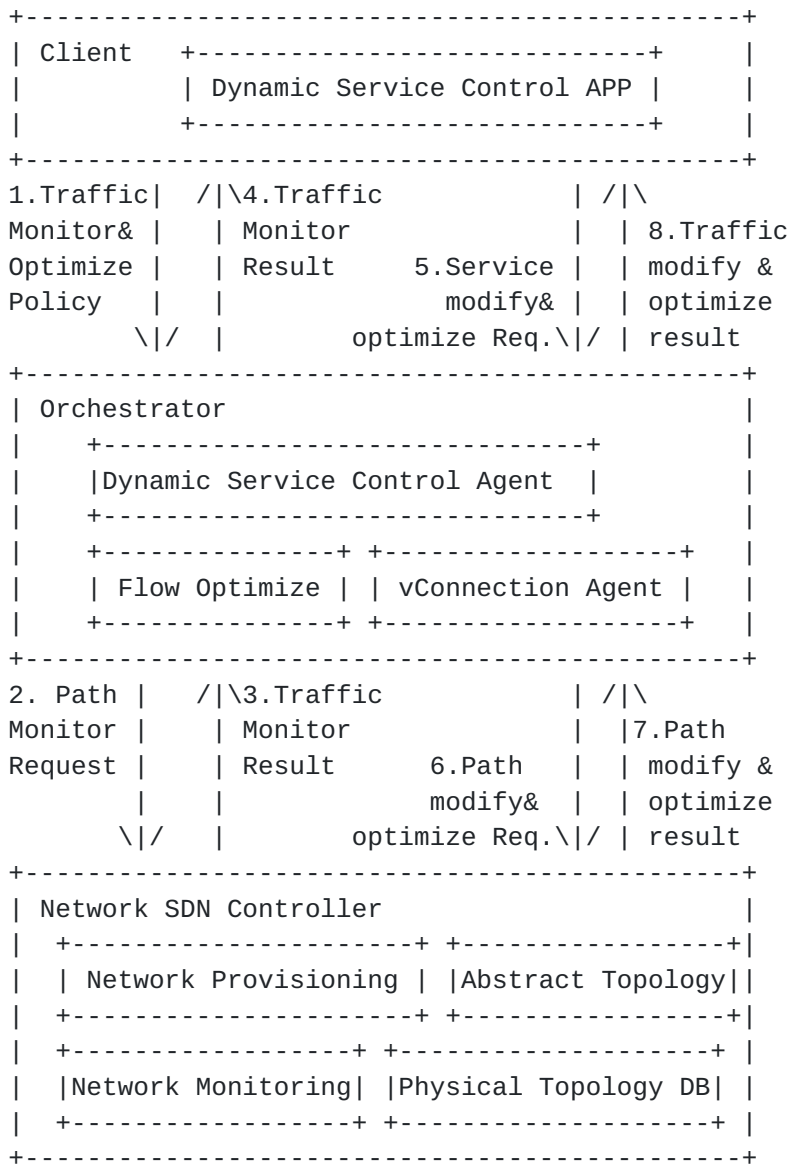 +----------------------------------------------+
| Client   +-----------------------------+     |
|          | Dynamic Service Control APP |     |
|          +-----------------------------+     |
+----------------------------------------------+
1.Traffic|  /|\4.Traffic            | /|\
Monitor& |   | Monitor              |  | 8.Traffic
Optimize |   | Result     5.Service |  | modify &
Policy   |   |              modify& |  | optimize
        \|/  |        optimize Req.\|/ | result
+----------------------------------------------+
| Orchestrator                                 |
|    +-------------------------------+         |
|    |Dynamic Service Control Agent  |         |
|    +-------------------------------+         |
|    +---------------+ +-------------------+   |
|    | Flow Optimize | | vConnection Agent |   |
|    +---------------+ +-------------------+   |
+----------------------------------------------+
2. Path |   /|\3.Traffic            | /|\
Monitor |    | Monitor              |  |7.Path
Request |    | Result      6.Path   |  | modify &
        |    |             modify&  |  | optimize
       \|/   |        optimize Req.\|/ | result
+----------------------------------------------+
| Network SDN Controller                       |
|  +----------------------+ +-----------------+|
|  | Network Provisioning | |Abstract Topology||
|  +----------------------+ +-----------------+|
|  +------------------+ +--------------------+ |
|  |Network Monitoring| |Physical Topology DB| |
|  +------------------+ +--------------------+ |
+----------------------------------------------+